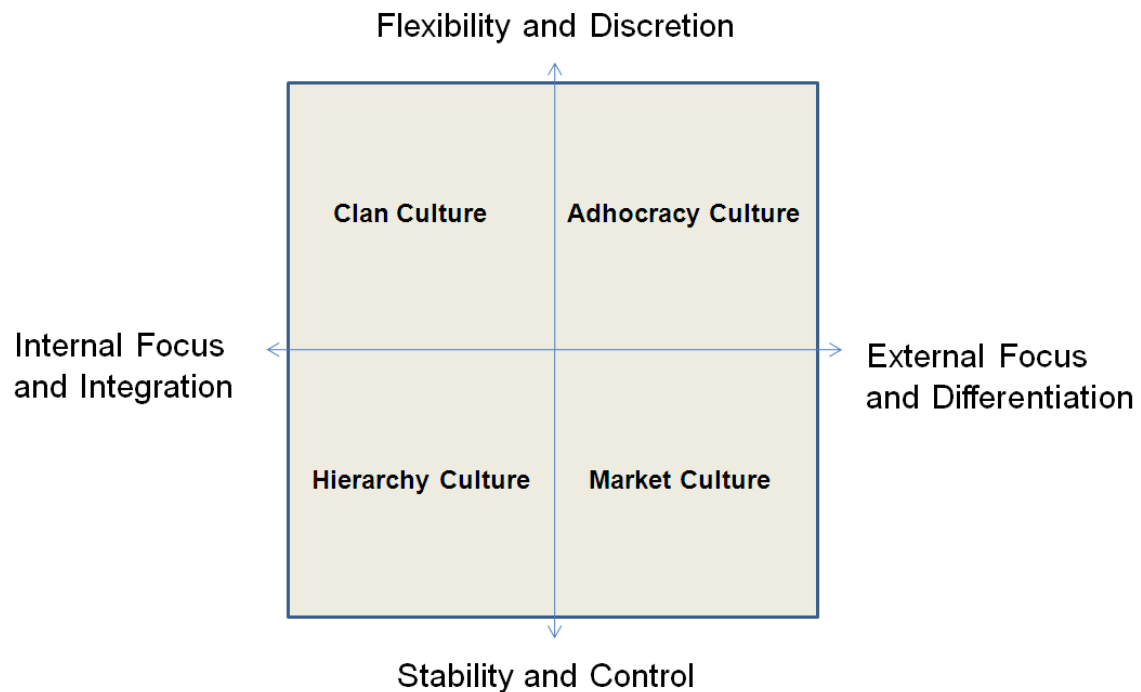 Flexibility and Discretion
Clan Culture
Adhocracy Culture
Internal Focus
and Integration
External Focus
and Differentiation
Hierarchy Culture
Market Culture
Stability and Control